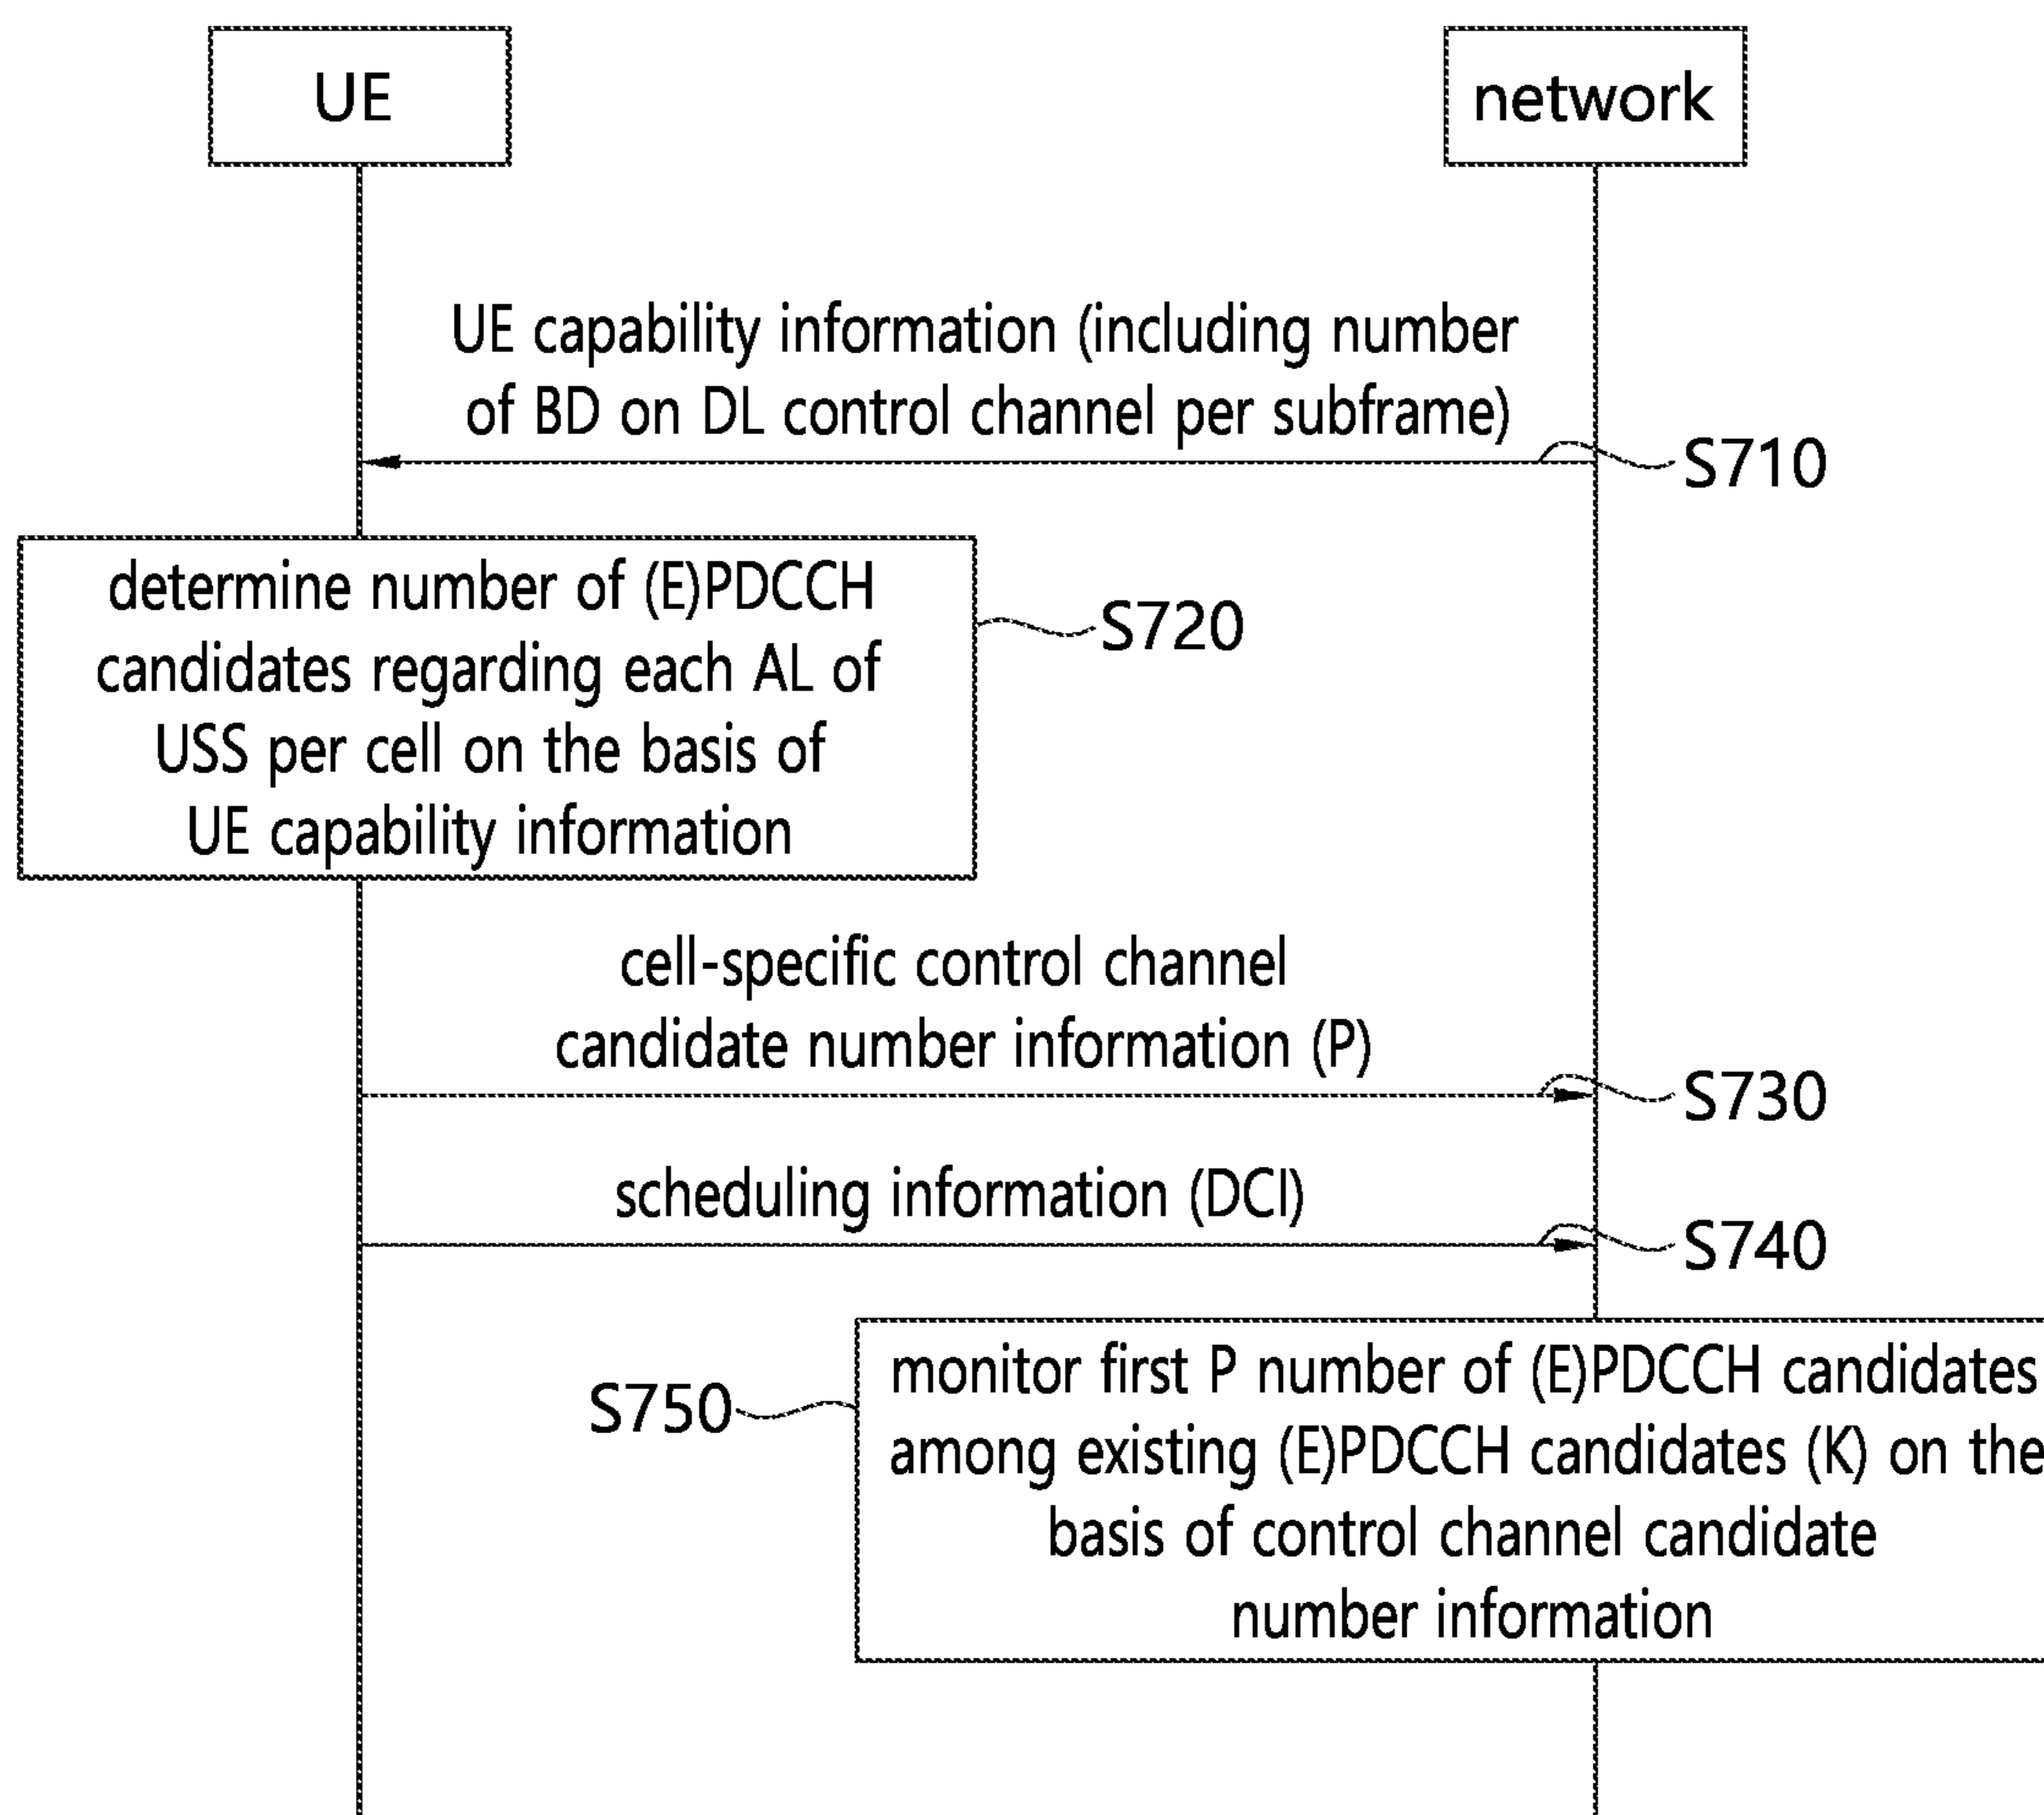 UE
network
UE capability information (including number
of BD on DL control channel per subframe)
S710
determine number of (E)PDCCH
candidates regarding each AL of
USS per cell on the basis of
UE capability information
S720
cell-specific control channel
candidate number information (P)
S730
scheduling information (DCI)
S740
monitor first P number of (E)PDCCH candidates
among existing (E)PDCCH candidates (K) on the
basis of control channel candidate
number information
S750